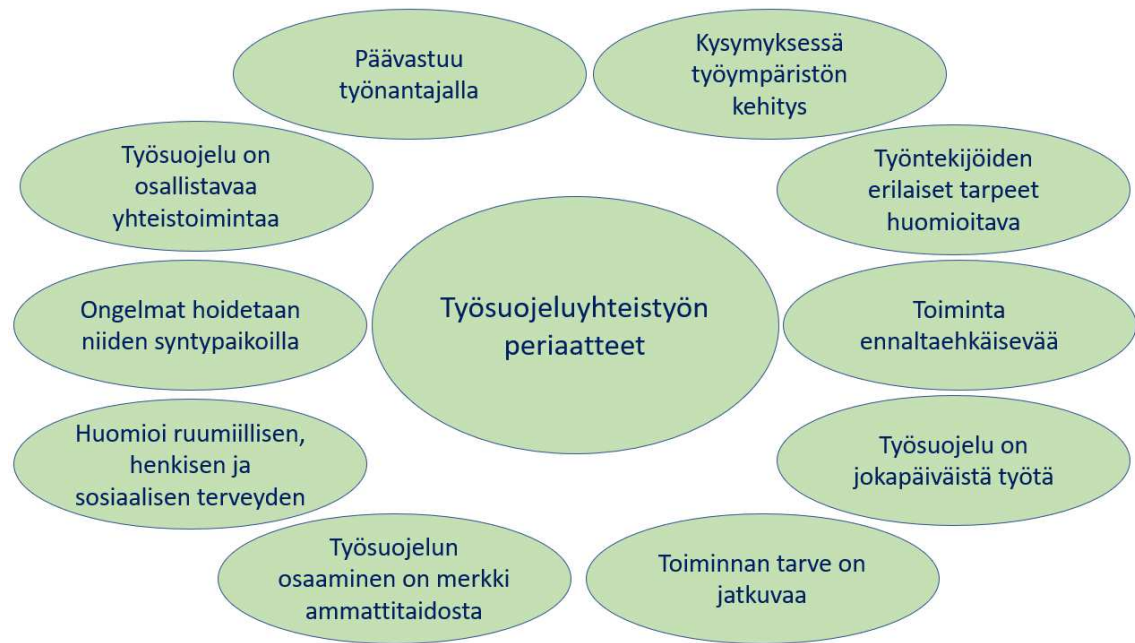 Päävastuu
työnantajalla
Kysymyksessä
työympäristön
kehitys
Työsuojelu on
osallistavaa
yhteistoimintaa
Työntekijöiden
erilaiset tarpeet
huomioitava
Ongelmat hoidetaan
niiden syntypaikoilla
Työsuojeluyhteistyön
periaatteet
Toiminta
ennaltaehkäisevää
Huomioi ruumiillisen,
henkisen ja
sosiaalisen terveyden
Työsuojelu on
jokapäiväistä työtä
Työsuojelun
osaaminen on merkki
ammattitaidosta
Toiminnan tarve on
jatkuvaa